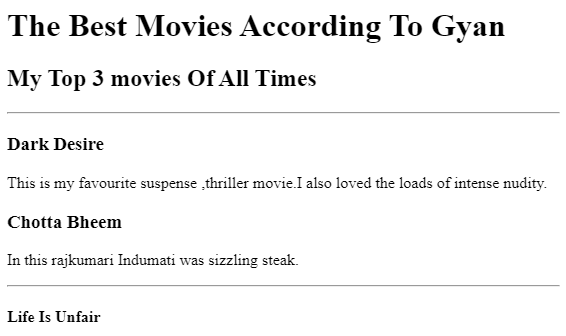 The Best Movies According To Gyan
My Top 3 movies Of All Times
Dark Desire
This is my favourite suspense ,thriller movie.I also loved the loads of intense nudity.
Chotta Bheem
In this rajkumari Indumati was sizzling steak.
Life Is Unfair